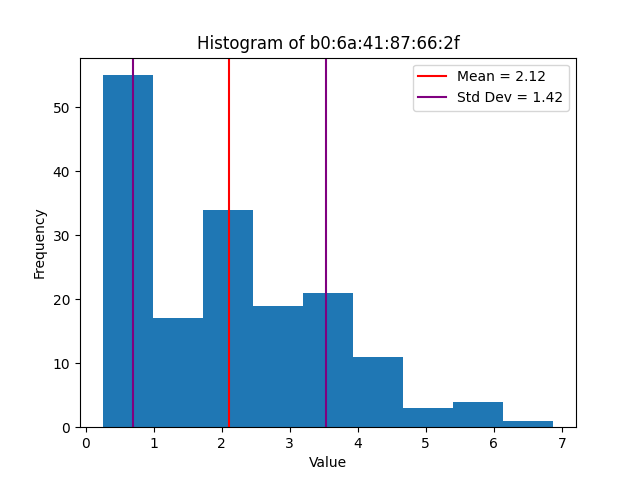 Histogram of b0:6a:41:87:66:2f
Mean = 2.12
Std Dev = 1.42
Frequency
50
40
30
20
10
0
0 1 2 3 4 5 6 7
Value